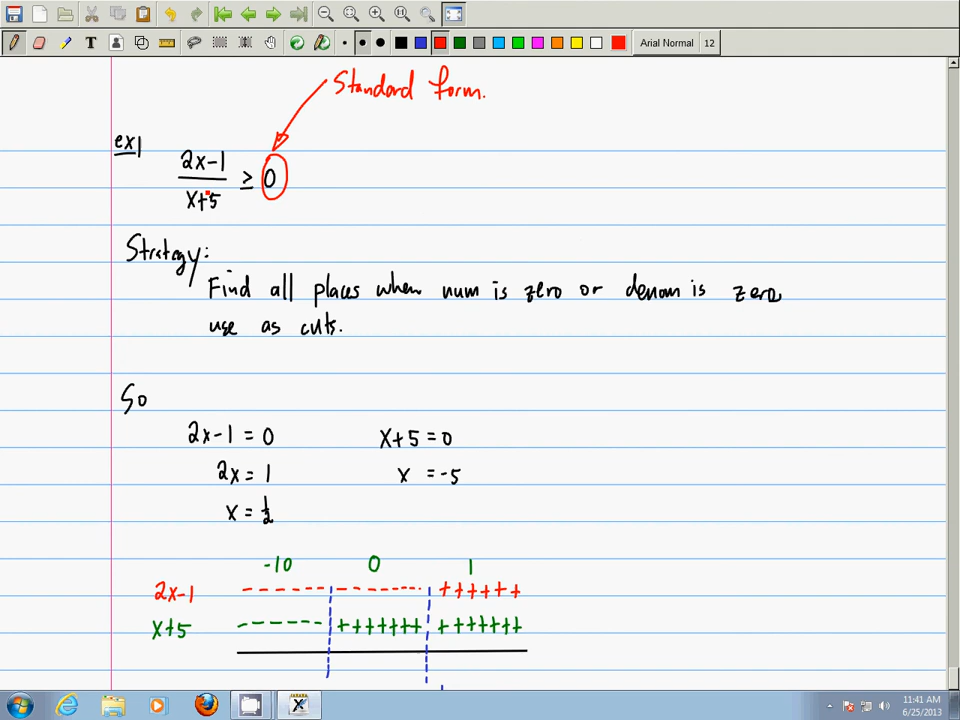 Arial Normal 12
Standard form.
ex1
2x-1
x+5 ≥ 0
Strategy:
Find all places when num is zero or denom is zero
use as cuts.
So
2x-1 = 0 x+5 = 0
2x = 1 x = -5
x = 1/2
-10 0 1
2x-1 - - - - - - - - - - - - - - ++++++
x+5 - - - - - - +++++++ +++++++
11:41 AM
6/25/2013